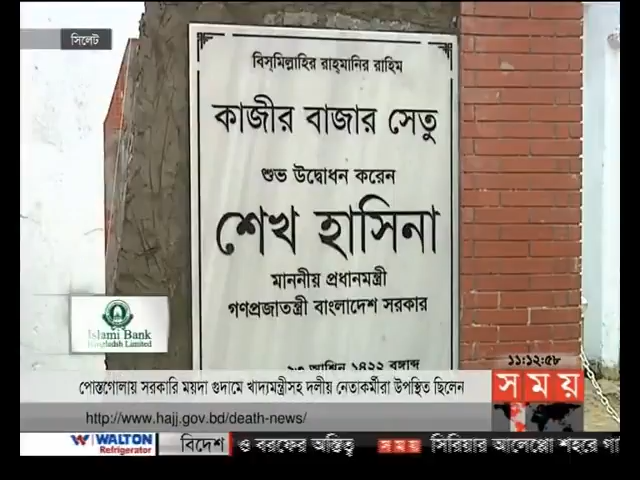 সিলেট
বিস্‌মিল্লাহির রাহ্‌মানির রাহিম
কাজীর বাজার সেতু
শুভ উদ্বোধন করেন
শেখ হাসিনা
মাননীয় প্রধানমন্ত্রী
গণপ্রজাতন্ত্রী বাংলাদেশ সরকার
আশ্বিন ১৪২২ বঙ্গাব্দ
Islami Bank
Bangladesh Limited
১১:১২:৫৮
পোস্তগোলায় সরকারি ময়দা গুদামে খাদ্যমন্ত্রীসহ দলীয় নেতাকর্মীরা উপস্থিত ছিলেন
সময়
http://www.hajj.gov.bd/death-news/
WALTON
Refrigerator
বিদেশ
ও বরফের অস্তিত্ব সময় সিরিয়ার আলেপ্পো শহরে